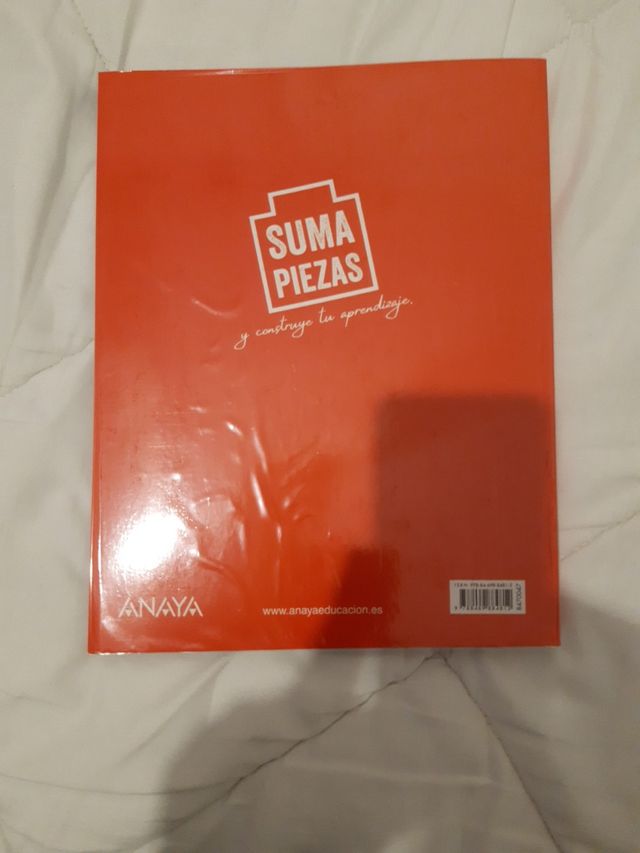 SUMA
PIEZAS
y construye tu aprendizaje.
ANAYA
www.anayaeducacion.es